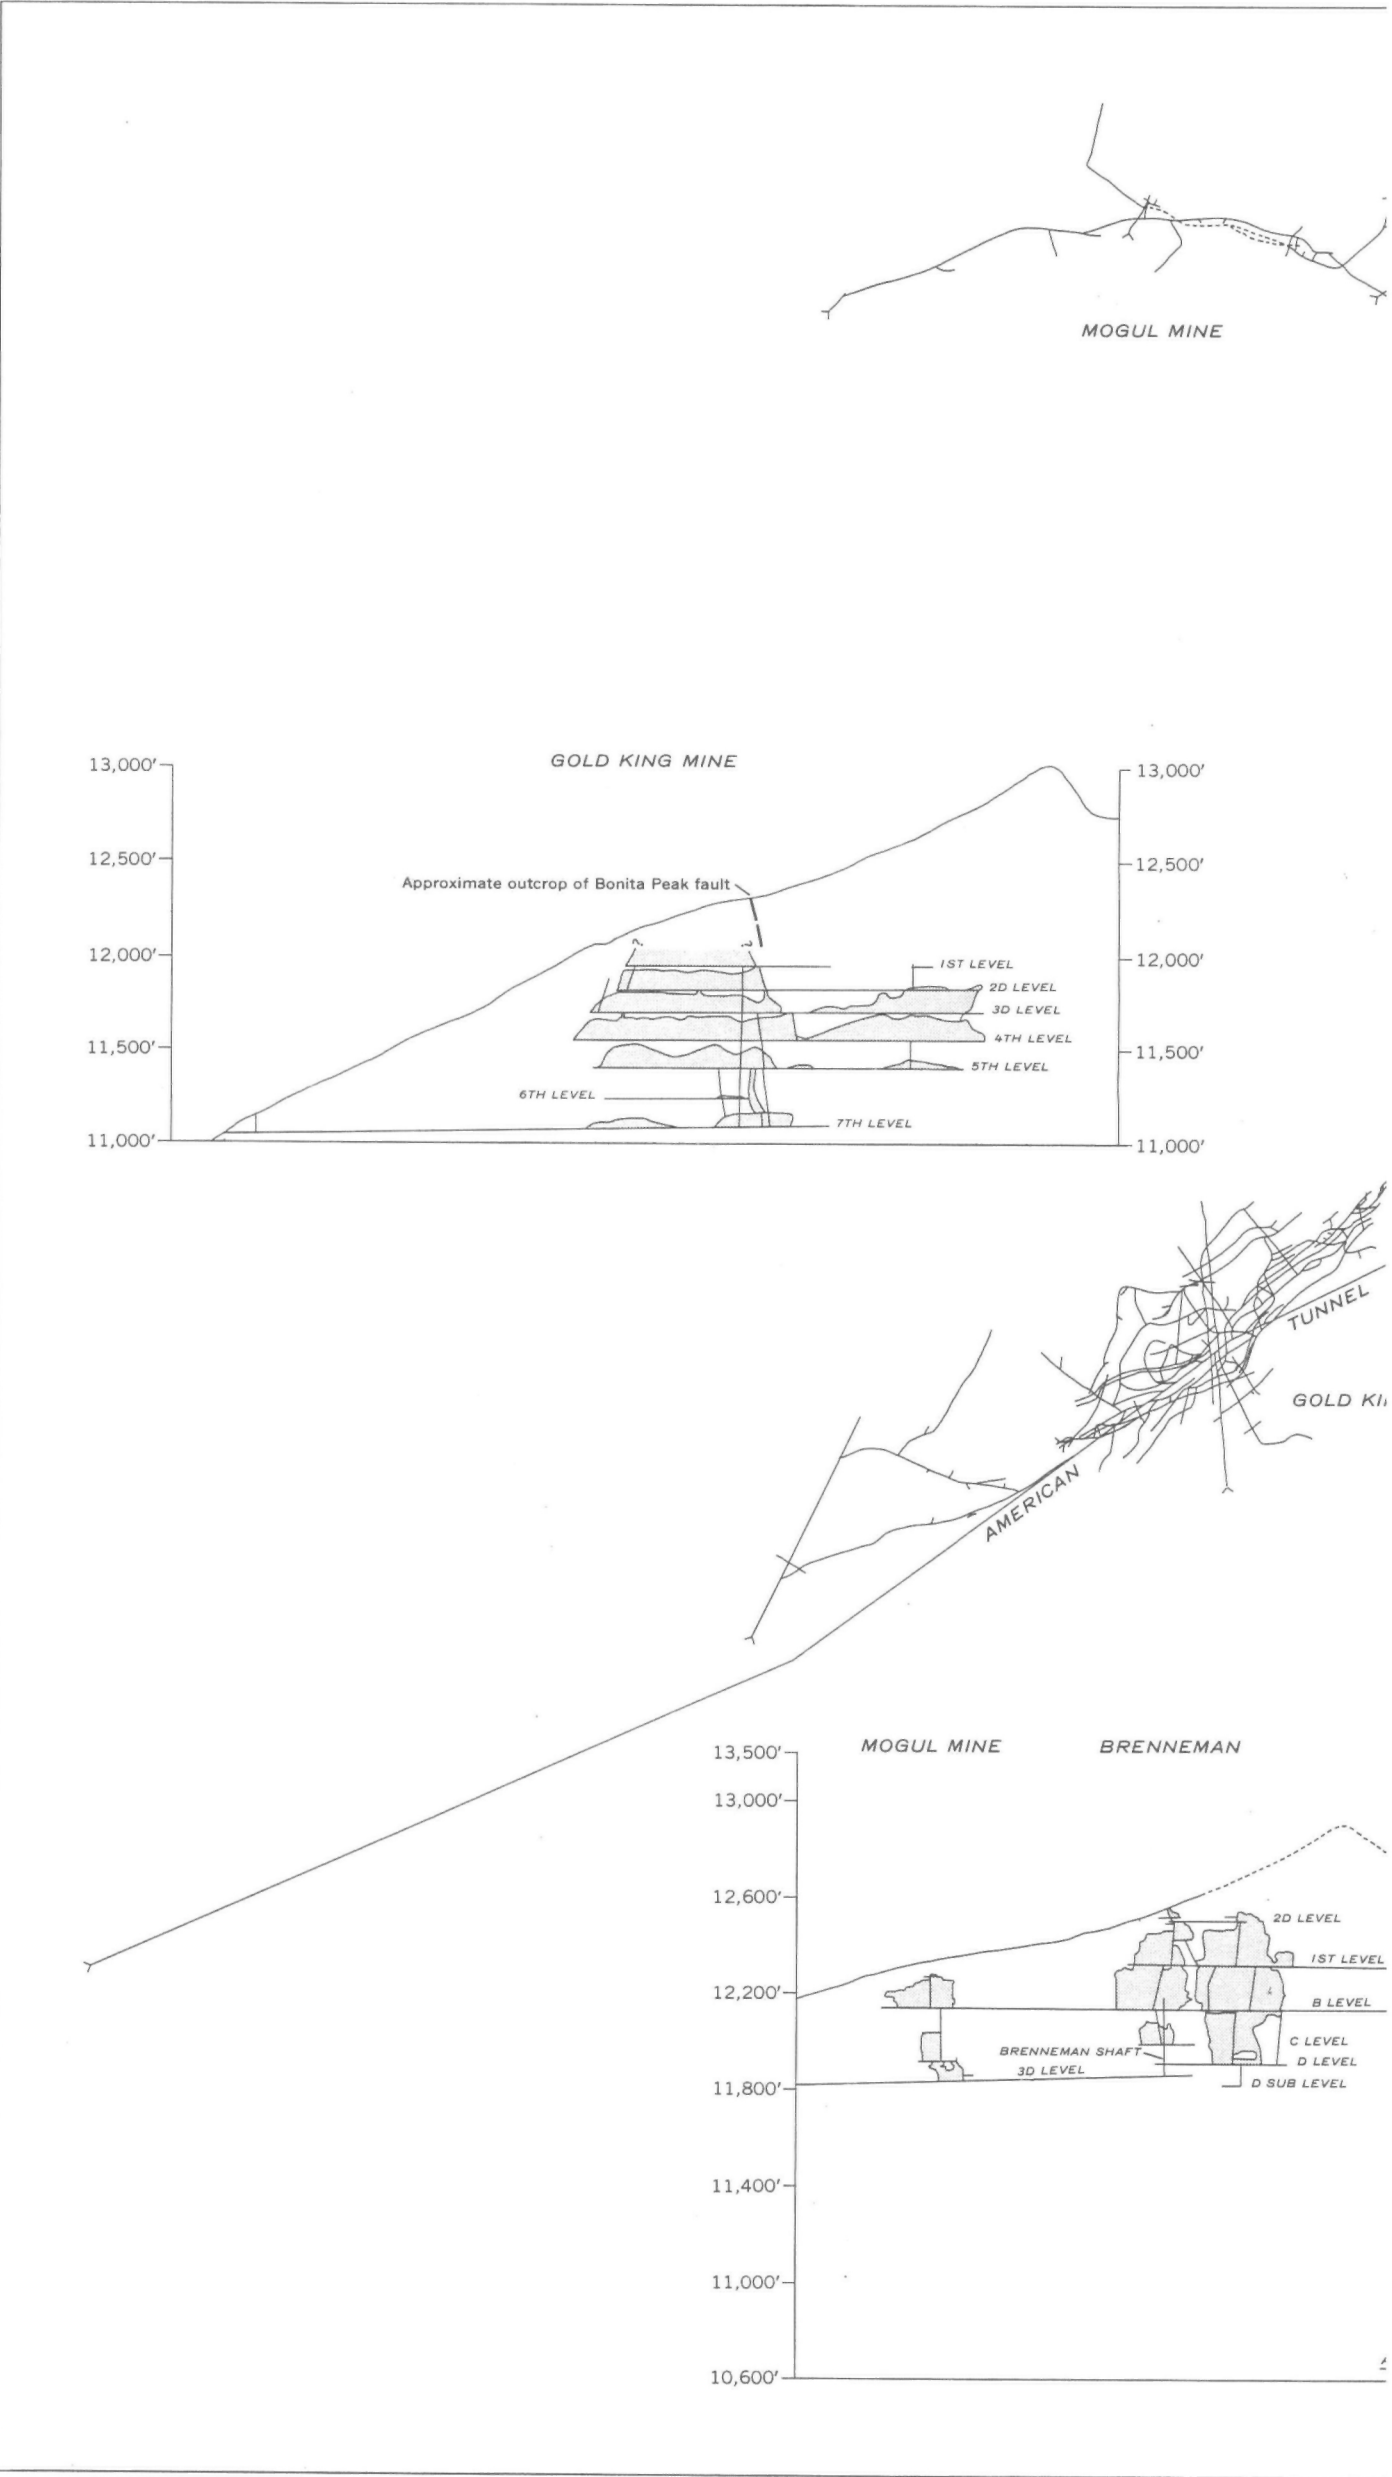 MOGUL MINE
GOLD KING MINE
13,000′
13,000′
12,500′
12,500′
Approximate outcrop of Bonita Peak fault
?
?
12,000′
12,000′
1ST LEVEL
2D LEVEL
3D LEVEL
4TH LEVEL
11,500′
11,500′
5TH LEVEL
6TH LEVEL
7TH LEVEL
11,000′
11,000′
TUNNEL
GOLD KI
AMERICAN
MOGUL MINE
BRENNEMAN
13,500′
13,000′
12,600′
2D LEVEL
1ST LEVEL
12,200′
B LEVEL
C LEVEL
BRENNEMAN SHAFT
D LEVEL
3D LEVEL
11,800′
D SUB LEVEL
11,400′
11,000′
10,600′